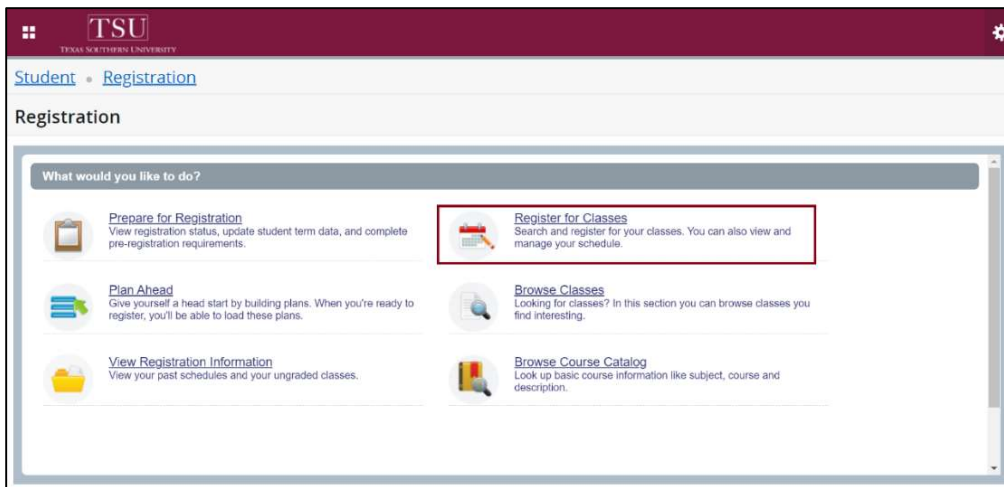 TSU
TEXAS SOUTHERN UNIVERSITY
Student • Registration
Registration
What would you like to do?
Prepare for Registration
View registration status, update student term data, and complete
pre-registration requirements.
Register for Classes
Search and register for your classes. You can also view and
manage your schedule.
Plan Ahead
Give yourself a head start by building plans. When you're ready to
register, you'll be able to load these plans.
Browse Classes
Looking for classes? In this section you can browse classes you
find interesting.
View Registration Information
View your past schedules and your ungraded classes.
Browse Course Catalog
Look up basic course information like subject, course and
description.